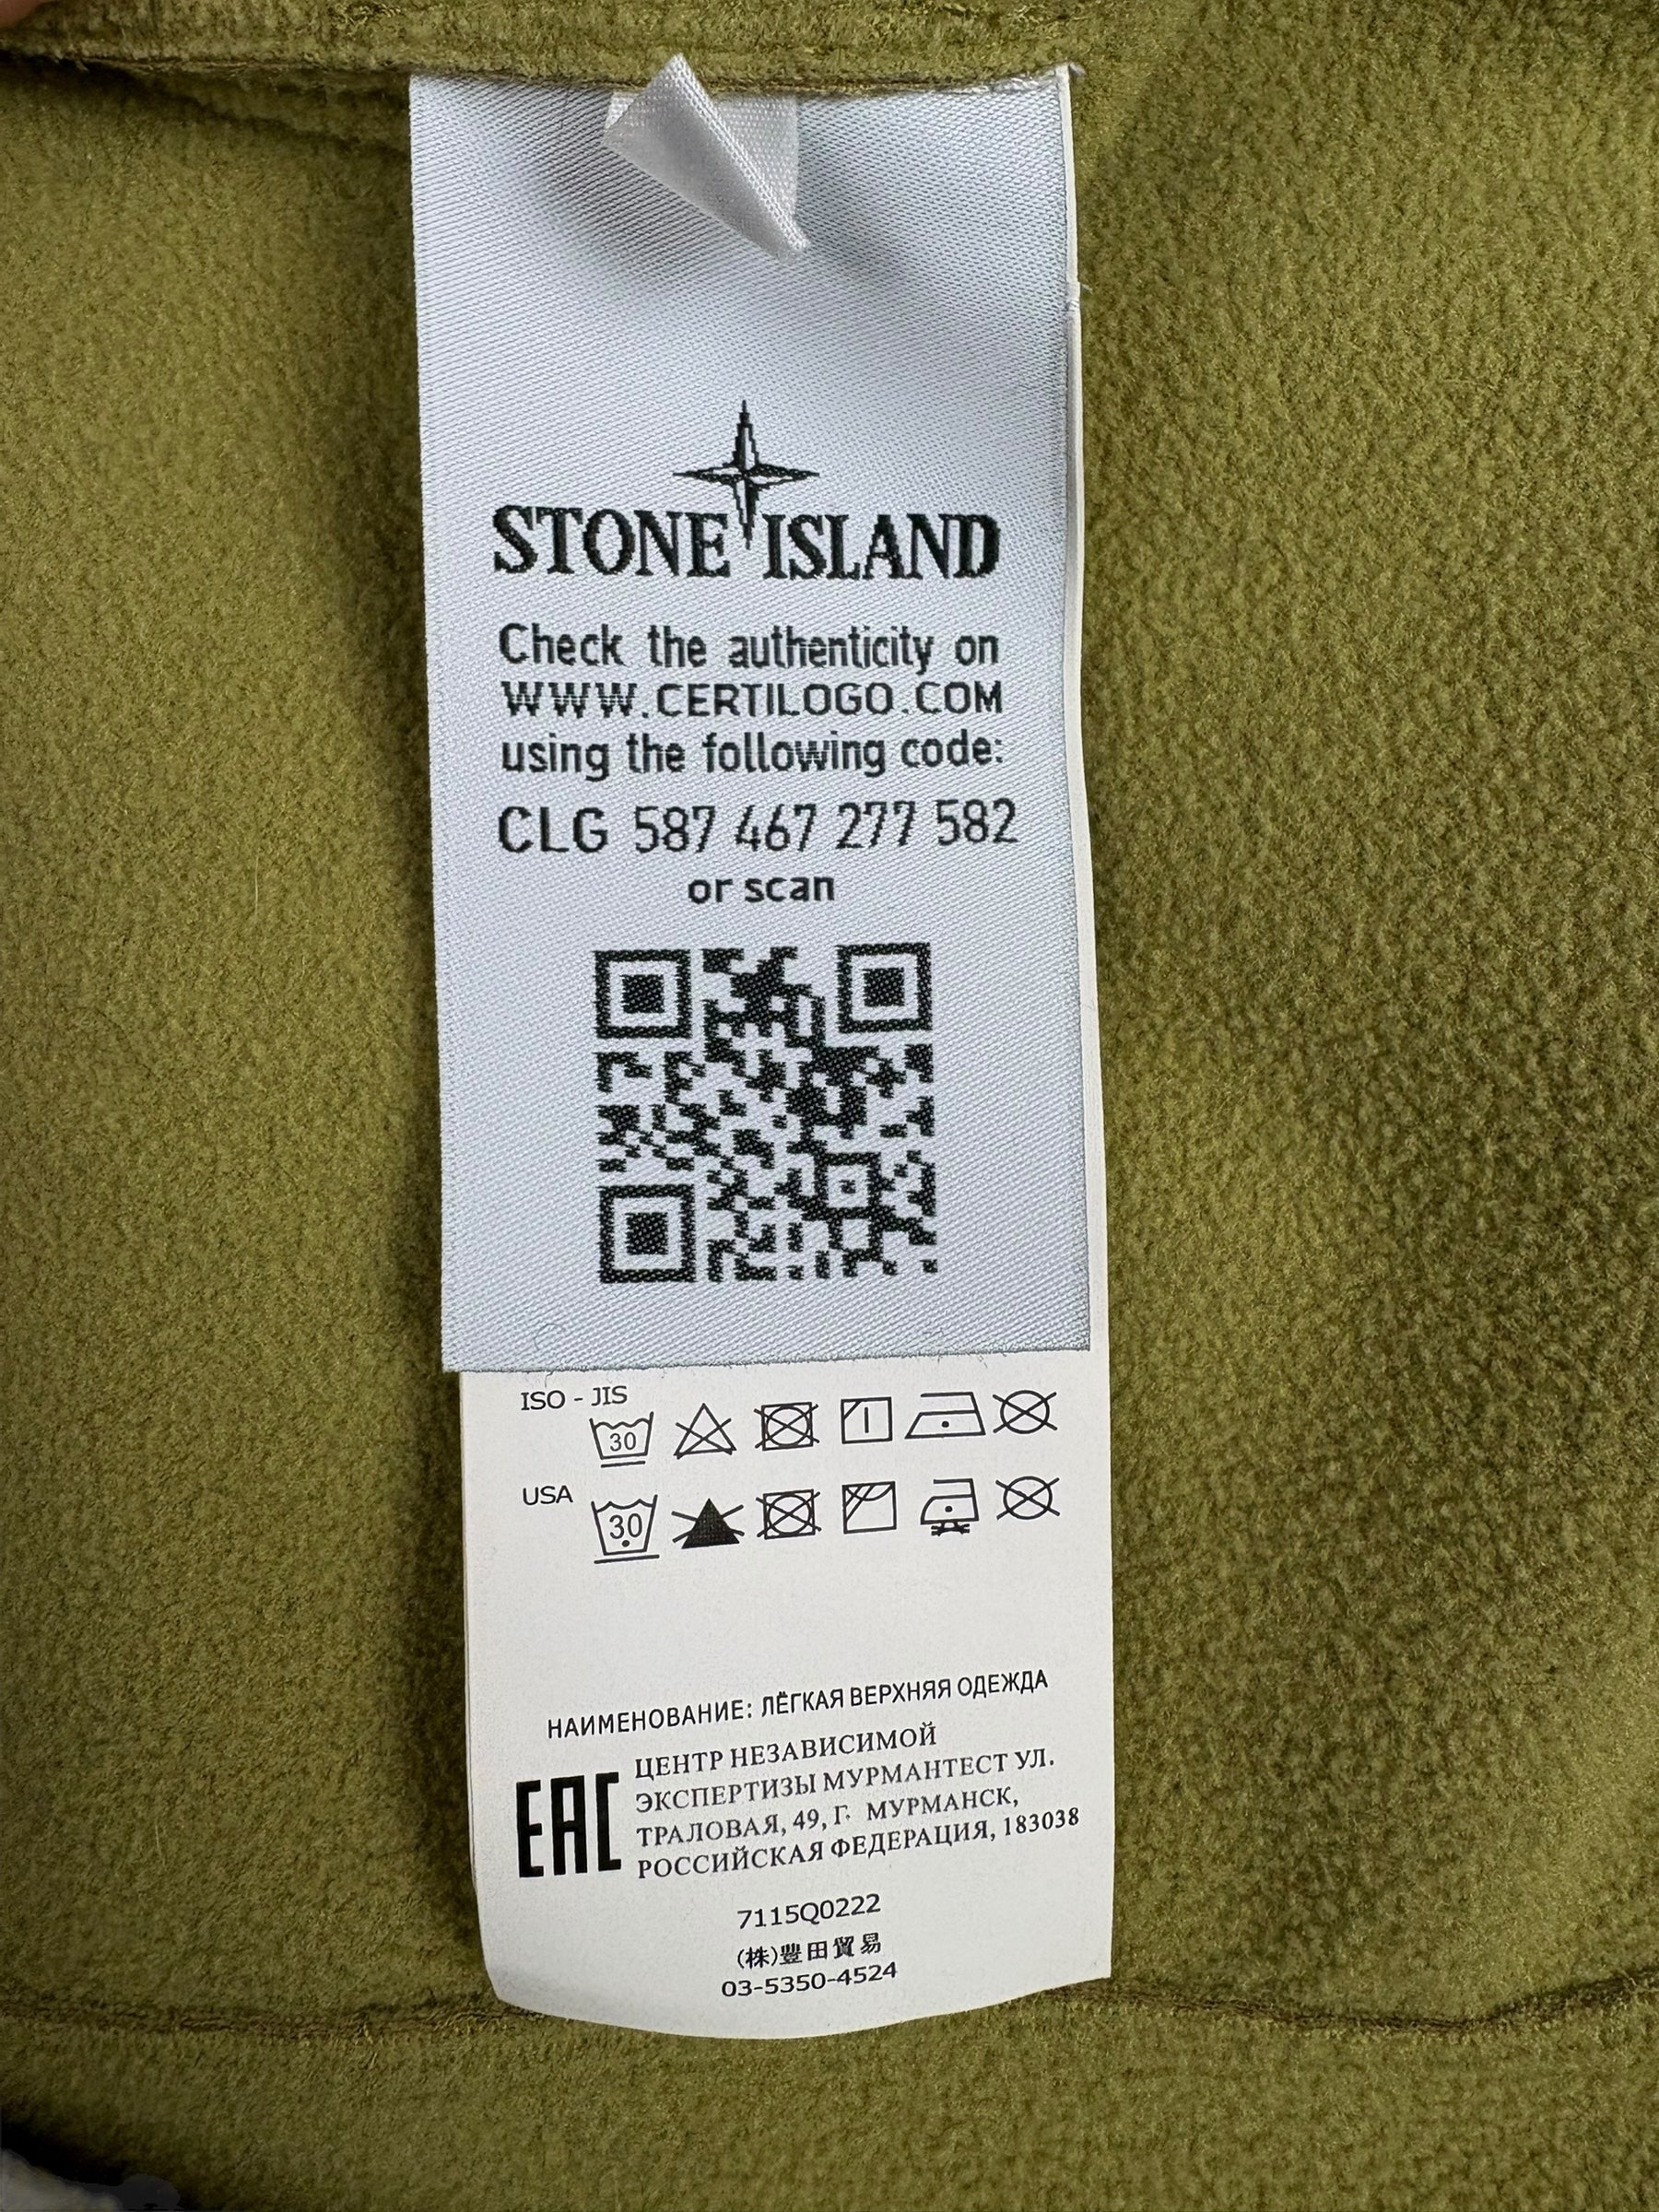 STONE ISLAND
Check the authenticity on
WWW.CERTILOGO.COM
using the following code:
CLG 587 467 277 582
or scan
ISO - JIS
30
USA
30
НАИМЕНОВАНИЕ: ЛЁГКАЯ ВЕРХНЯЯ ОДЕЖДА
EAC
ЦЕНТР НЕЗАВИСИМОЙ
ЭКСПЕРТИЗЫ МУРМАНТЕСТ УЛ.
ТРАЛОВАЯ, 49, Г. МУРМАНСК,
РОССИЙСКАЯ ФЕДЕРАЦИЯ, 183038
7115Q0222
(株)豊田貿易
03-5350-4524